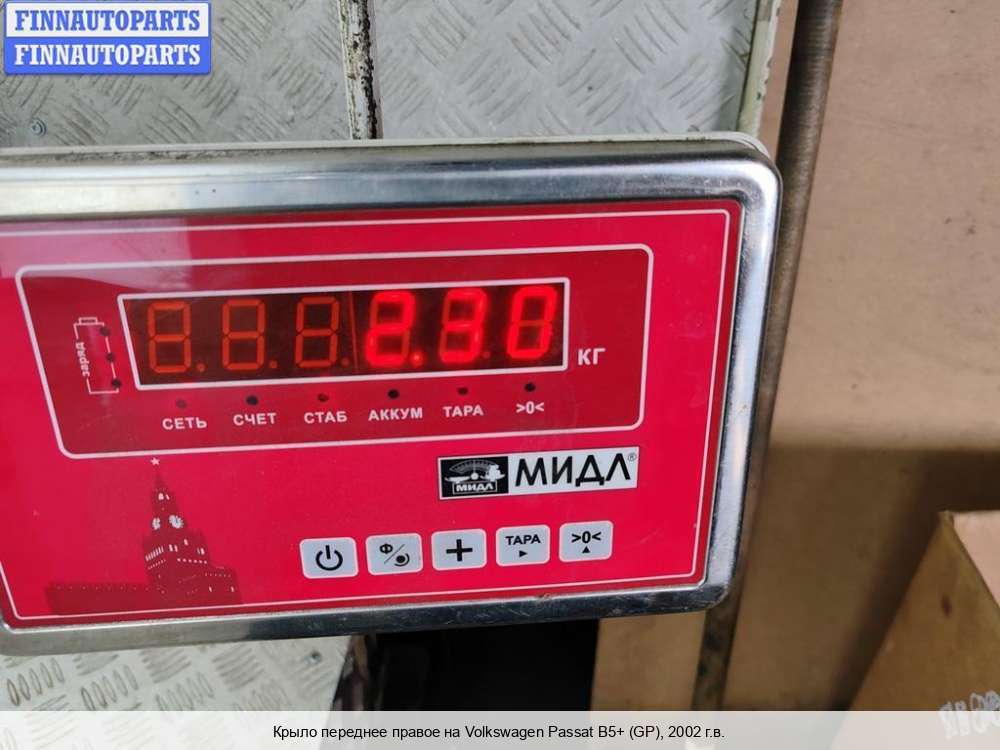 FINNAUTOPARTS
FINNAUTOPARTS
2.30
КГ
заряд
СЕТЬ СЧЕТ СТАБ АККУМ ТАРА >0<
МИДЛ
МИДЛ®
Ф ТАРА >0<
Крыло переднее правое на Volkswagen Passat B5+ (GP), 2002 г.в.